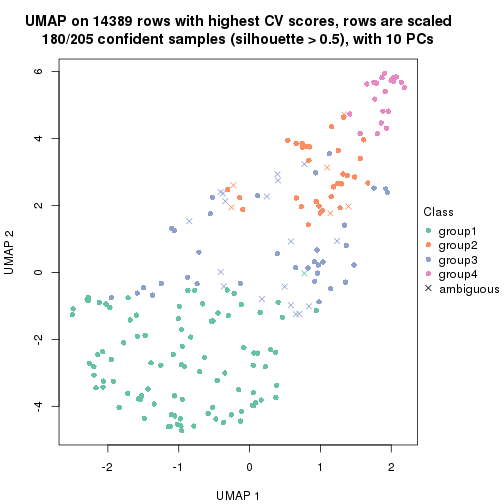 UMAP on 14389 rows with highest CV scores, rows are scaled
180/205 confident samples (silhouette > 0.5), with 10 PCs
6
4
2
0
-2
-4
UMAP 2
-2
-1
0
1
2
UMAP 1
Class
group1
group2
group3
group4
ambiguous